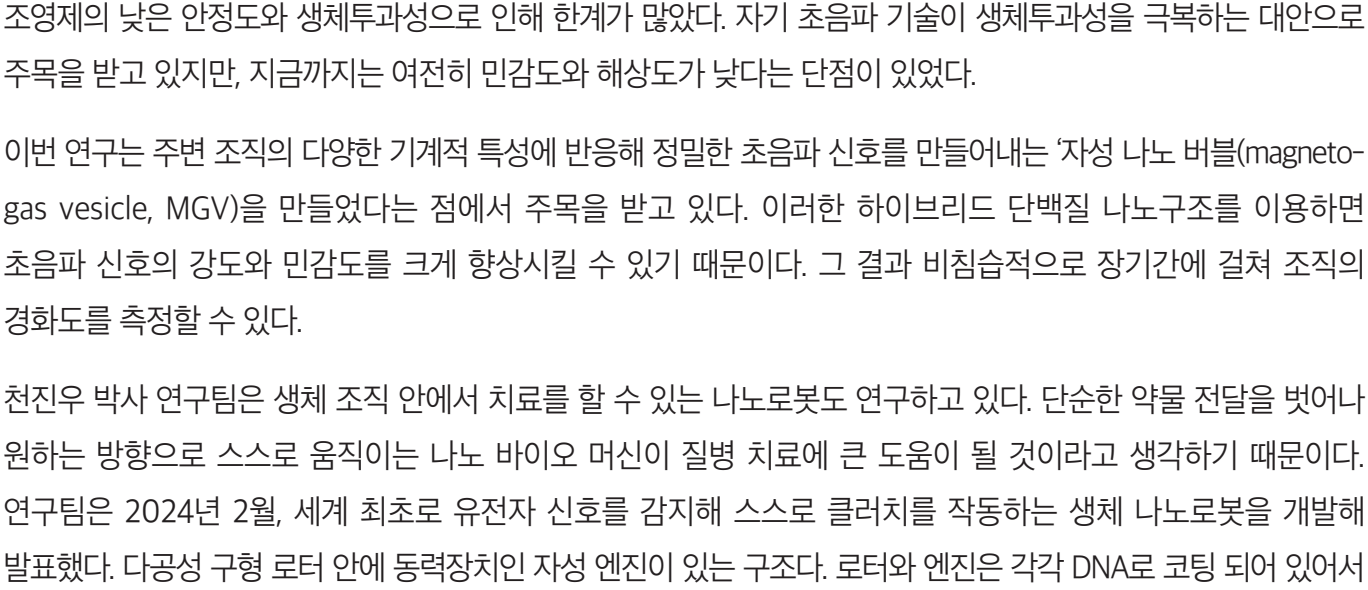 조영제의 낮은 안정도와 생체투과성으로 인해 한계가 많았다. 자기 초음파 기술이 생체투과성을 극복하는 대안으로
주목을 받고 있지만, 지금까지는 여전히 민감도와 해상도가 낮다는 단점이 있었다.
이번 연구는 주변 조직의 다양한 기계적 특성에 반응해 정밀한 초음파 신호를 만들어내는 ‘자성 나노 버블(magneto-
gas vesicle, MGV)을 만들었다는 점에서 주목을 받고 있다. 이러한 하이브리드 단백질 나노구조를 이용하면
초음파 신호의 강도와 민감도를 크게 향상시킬 수 있기 때문이다. 그 결과 비침습적으로 장기간에 걸쳐 조직의
경화도를 측정할 수 있다.
천진우 박사 연구팀은 생체 조직 안에서 치료를 할 수 있는 나노로봇도 연구하고 있다. 단순한 약물 전달을 벗어나
원하는 방향으로 스스로 움직이는 나노 바이오 머신이 질병 치료에 큰 도움이 될 것이라고 생각하기 때문이다.
연구팀은 2024년 2월, 세계 최초로 유전자 신호를 감지해 스스로 클러치를 작동하는 생체 나노로봇을 개발해
발표했다. 다공성 구형 로터 안에 동력장치인 자성 엔진이 있는 구조다. 로터와 엔진은 각각 DNA로 코팅 되어 있어서